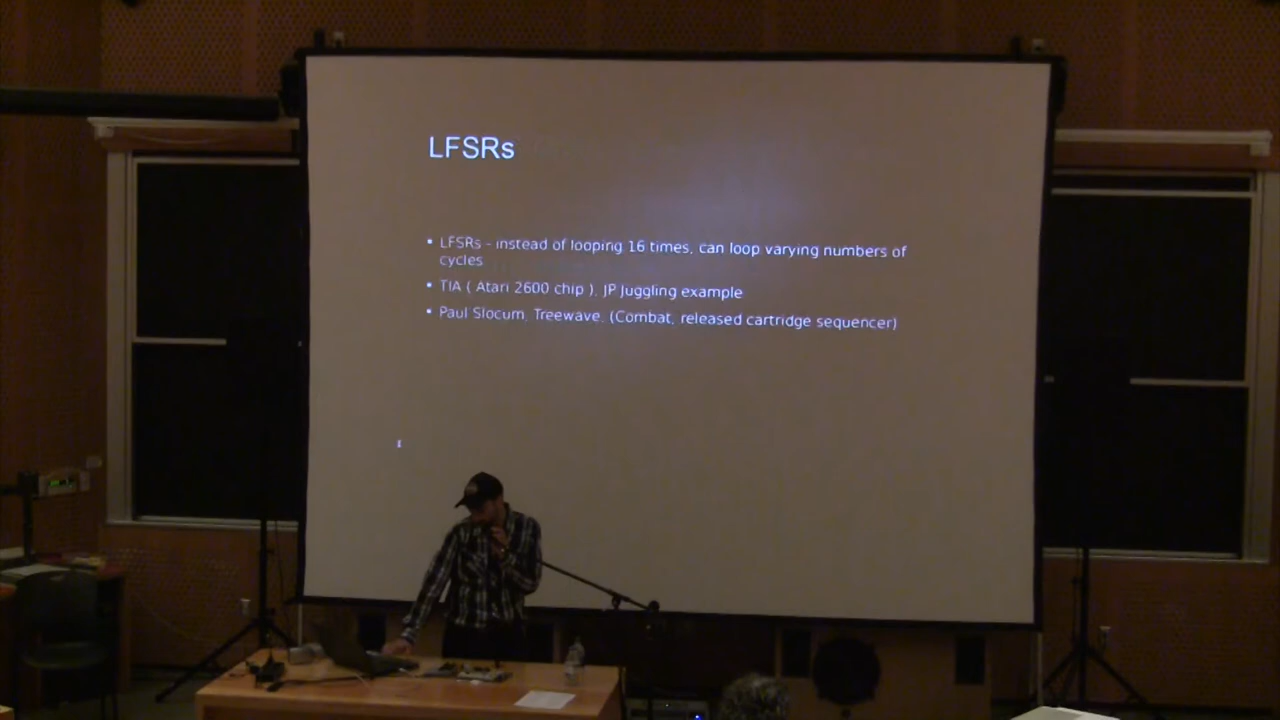 LFSRs
• LFSRs - instead of looping 16 times, can loop varying numbers of
cycles
• TIA ( Atari 2600 chip ), JP Juggling example
• Paul Slocum, Treewave, (Combat, released cartridge sequencer)